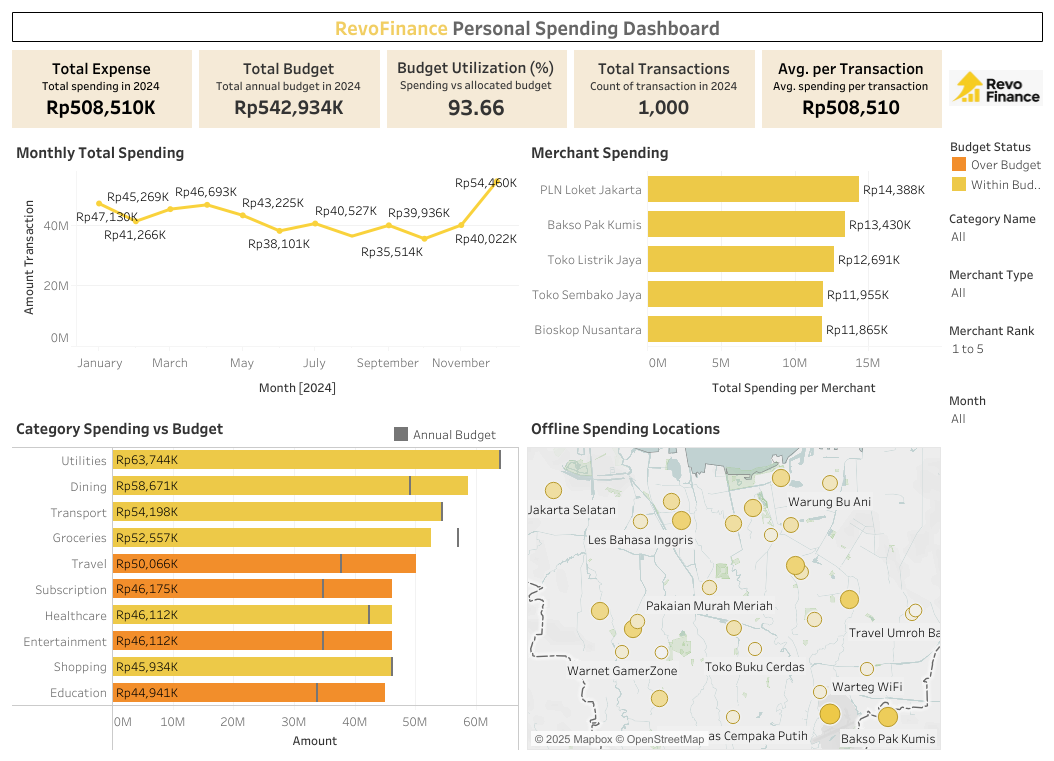 RevoFinance Personal Spending Dashboard
Total Expense
Total spending in 2024
Rp508,510K
Total Budget
Total annual budget in 2024
Rp542,934K
Budget Utilization (%)
Spending vs allocated budget
93.66
Total Transactions
Count of transaction in 2024
1,000
Avg. per Transaction
Avg. spending per transaction
Rp508,510
Revo
Finance
Monthly Total Spending
Amount Transaction
40M
20M
0M
Rp47,130K
Rp41,266K
Rp45,269K
Rp46,693K
Rp43,225K
Rp38,101K
Rp40,527K
Rp39,936K
Rp35,514K
Rp40,022K
Rp54,460K
January
March
May
July
September
November
Month [2024]
Merchant Spending
PLN Loket Jakarta
Rp14,388K
Bakso Pak Kumis
Rp13,430K
Toko Listrik Jaya
Rp12,691K
Toko Sembako Jaya
Rp11,955K
Bioskop Nusantara
Rp11,865K
0M
5M
10M
15M
Total Spending per Merchant
Budget Status
Over Budget
Within Bud..
Category Name
All
Merchant Type
All
Merchant Rank
1 to 5
Month
All
Category Spending vs Budget
Annual Budget
Utilities
Rp63,744K
Dining
Rp58,671K
Transport
Rp54,198K
Groceries
Rp52,557K
Travel
Rp50,066K
Subscription
Rp46,175K
Healthcare
Rp46,112K
Entertainment
Rp46,112K
Shopping
Rp45,934K
Education
Rp44,941K
0M
10M
20M
30M
40M
50M
60M
Amount
Offline Spending Locations
Jakarta Selatan
Warung Bu Ani
Les Bahasa Inggris
Pakaian Murah Meriah
Travel Umroh Ba
Warnet GamerZone
Toko Buku Cerdas
Warteg WiFi
as Cempaka Putih
Bakso Pak Kumis
© 2025 Mapbox © OpenStreetMap